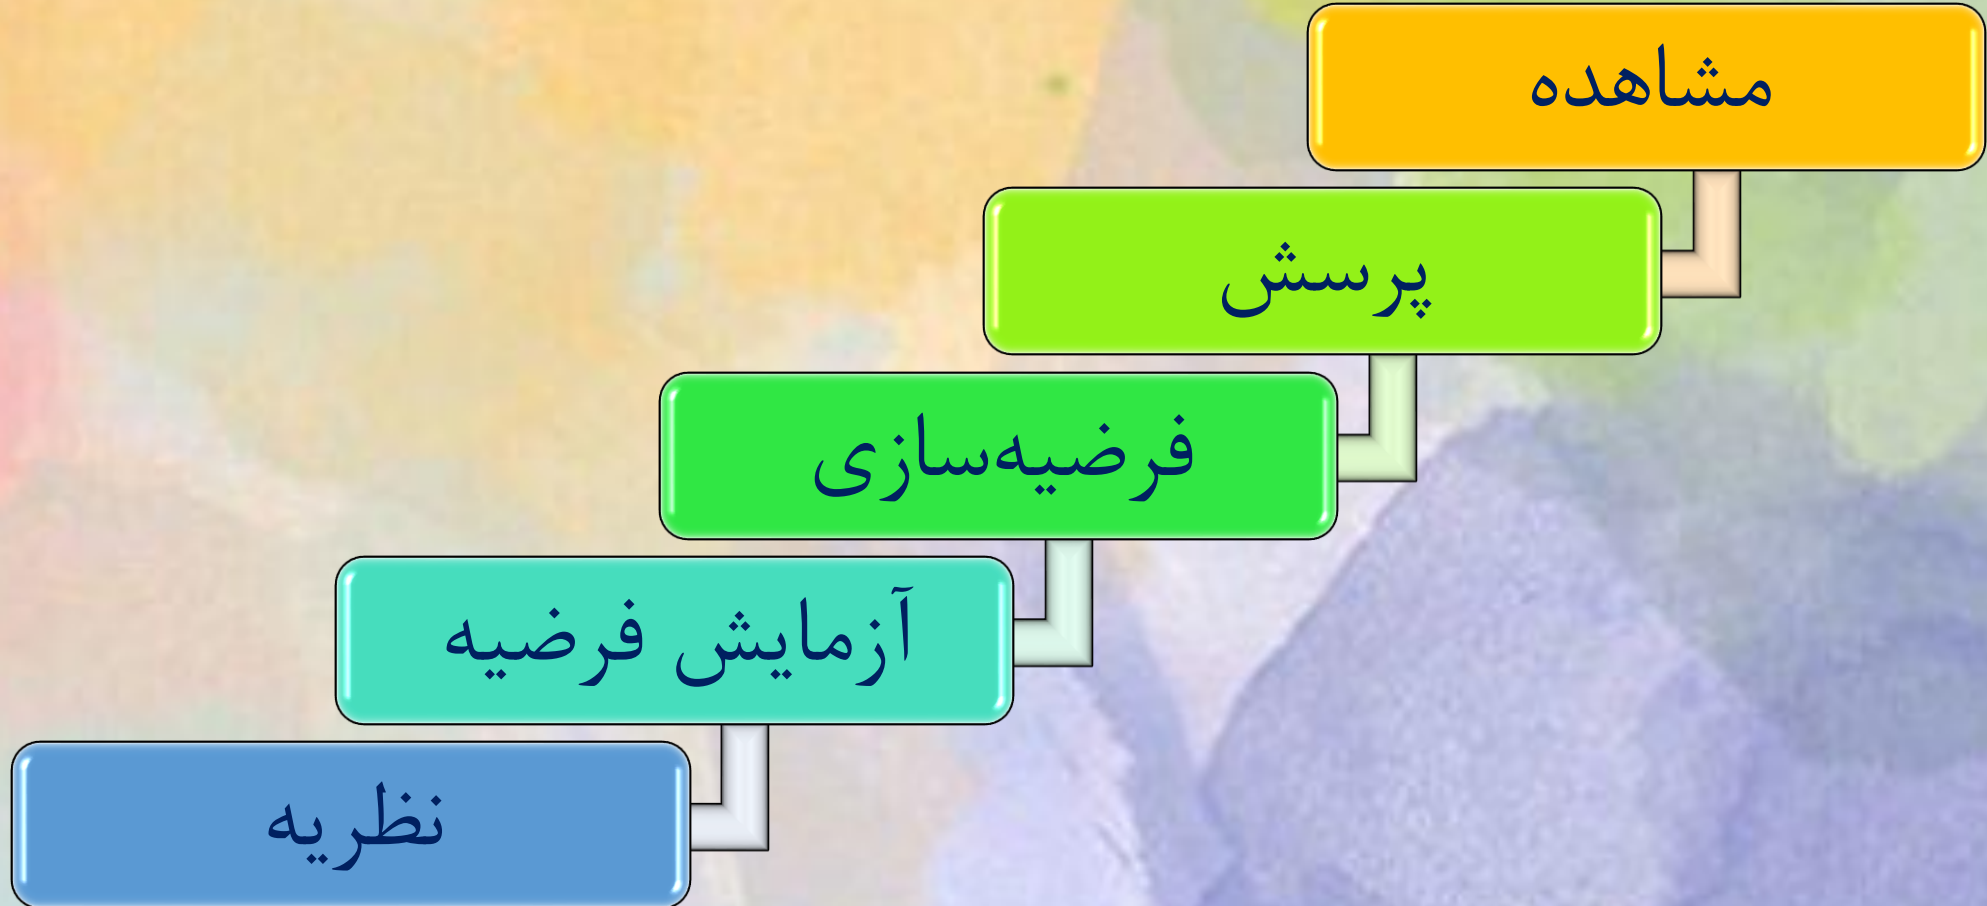 مشاهده
پرسش
فرضیه‌سازی
آزمایش فرضیه
نظریه